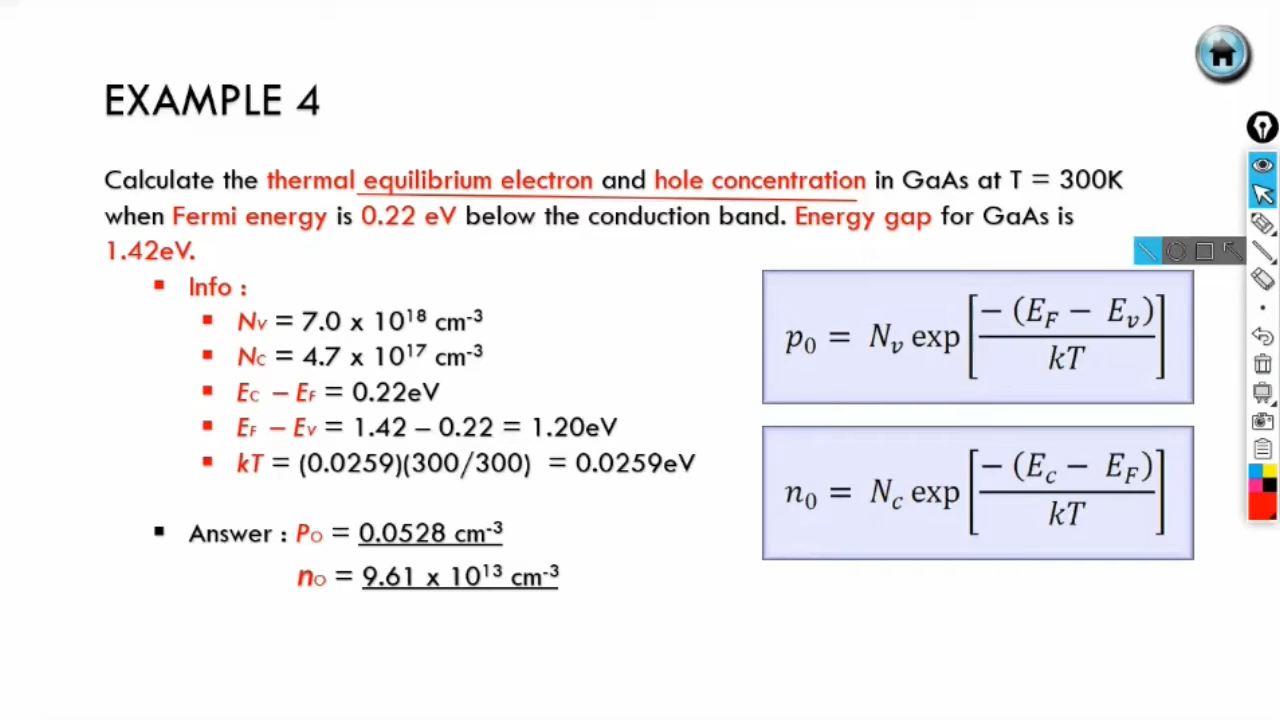 EXAMPLE 4
Calculate the thermal equilibrium electron and hole concentration in GaAs at T = 300K
when Fermi energy is 0.22 eV below the conduction band. Energy gap for GaAs is
1.42eV.
▪ Info :
▪ Nv = 7.0 x 10¹⁸ cm⁻³
▪ Nc = 4.7 x 10¹⁷ cm⁻³
▪ Ec – EF = 0.22eV
▪ EF – EV = 1.42 – 0.22 = 1.20eV
▪ kT = (0.0259)(300/300) = 0.0259eV
▪ Answer : Po = 0.0528 cm⁻³
no = 9.61 x 10¹³ cm⁻³
p₀ = Nᵥ exp[− (E_F − Eᵥ) / kT]
n₀ = N_c exp[− (E_c − E_F) / kT]